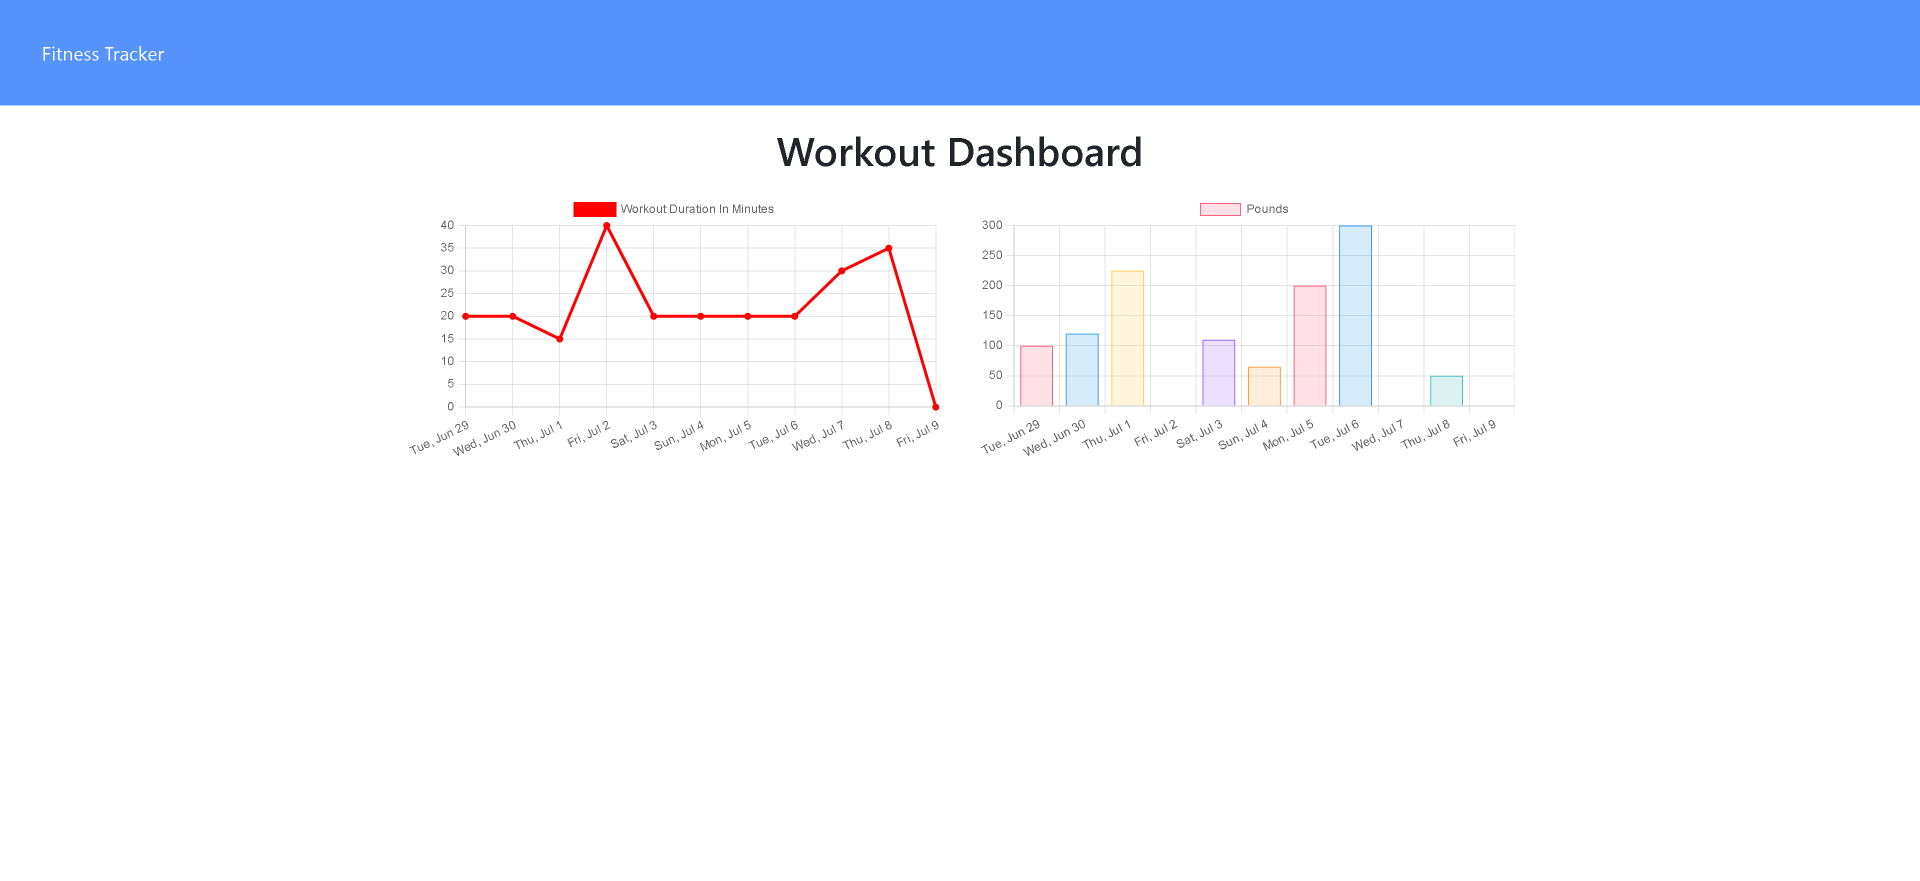 Fitness Tracker
Workout Dashboard
Workout Duration In Minutes
40
35
30
25
20
15
10
5
0
Tue, Jun 29
Wed, Jun 30
Thu, Jul 1
Fri, Jul 2
Sat, Jul 3
Sun, Jul 4
Mon, Jul 5
Tue, Jul 6
Wed, Jul 7
Thu, Jul 8
Fri, Jul 9
Pounds
300
250
200
150
100
50
0
Tue, Jun 29
Wed, Jun 30
Thu, Jul 1
Fri, Jul 2
Sat, Jul 3
Sun, Jul 4
Mon, Jul 5
Tue, Jul 6
Wed, Jul 7
Thu, Jul 8
Fri, Jul 9